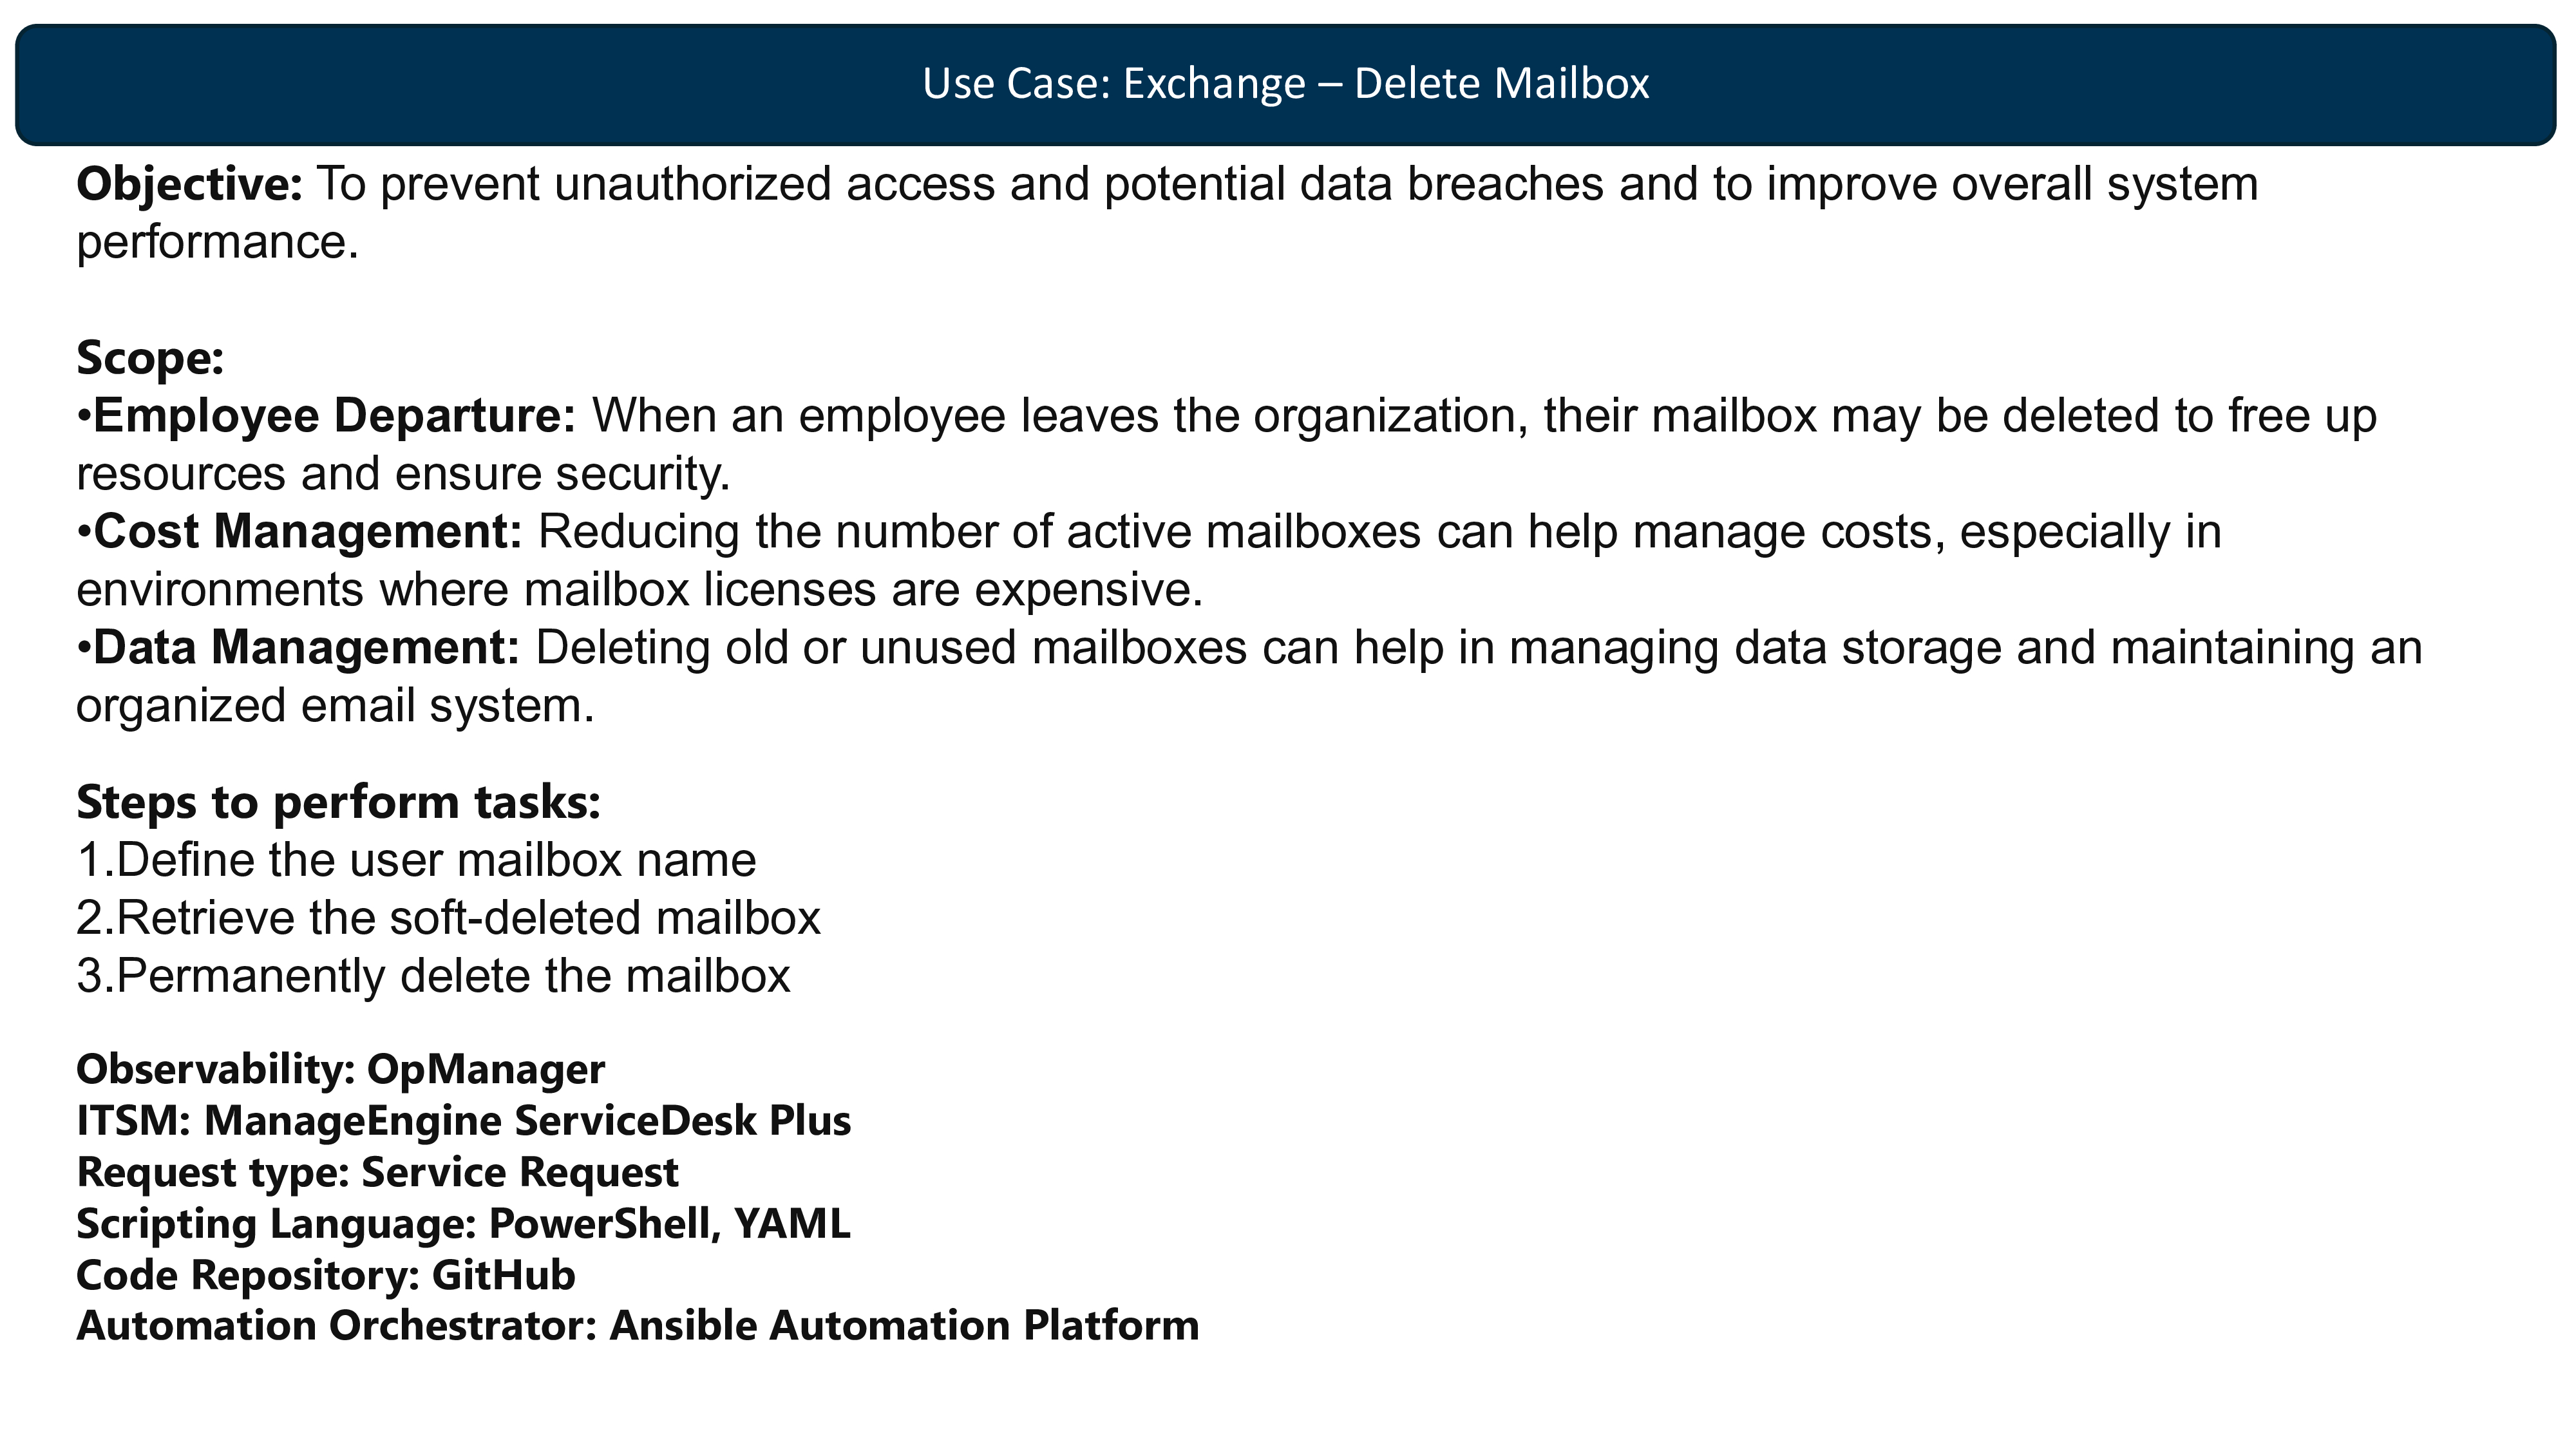 Use Case: Exchange – Delete Mailbox
Objective: To prevent unauthorized access and potential data breaches and to improve overall system
performance.
Scope:
•Employee Departure: When an employee leaves the organization, their mailbox may be deleted to free up
resources and ensure security.
•Cost Management: Reducing the number of active mailboxes can help manage costs, especially in
environments where mailbox licenses are expensive.
•Data Management: Deleting old or unused mailboxes can help in managing data storage and maintaining an
organized email system.
Steps to perform tasks:
1.Define the user mailbox name
2.Retrieve the soft-deleted mailbox
3.Permanently delete the mailbox
Observability: OpManager
ITSM: ManageEngine ServiceDesk Plus
Request type: Service Request
Scripting Language: PowerShell, YAML
Code Repository: GitHub
Automation Orchestrator: Ansible Automation Platform